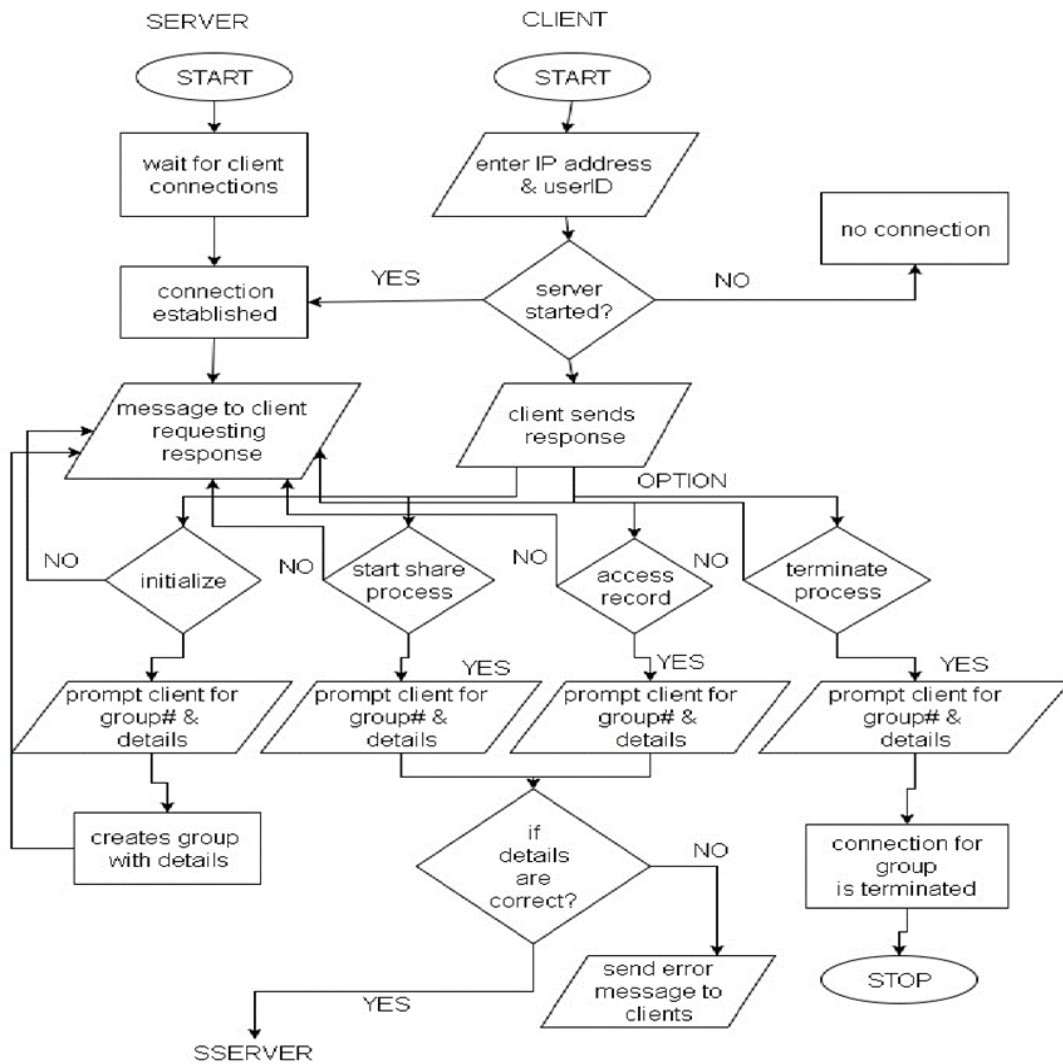 SERVER
CLIENT
START
START
wait for client
connections
enter IP address
& userID
no connection
YES
NO
connection
established
server
started?
message to client
requesting
response
client sends
response
OPTION
NO
initialize
NO
start share
process
NO
access
record
NO
terminate
process
YES
YES
YES
prompt client for
group# &
details
prompt client for
group# &
details
prompt client for
group# &
details
prompt client for
group# &
details
creates group
with details
if
details
are
correct?
NO
connection for
group
is terminated
send error
message to
clients
STOP
YES
SSERVER